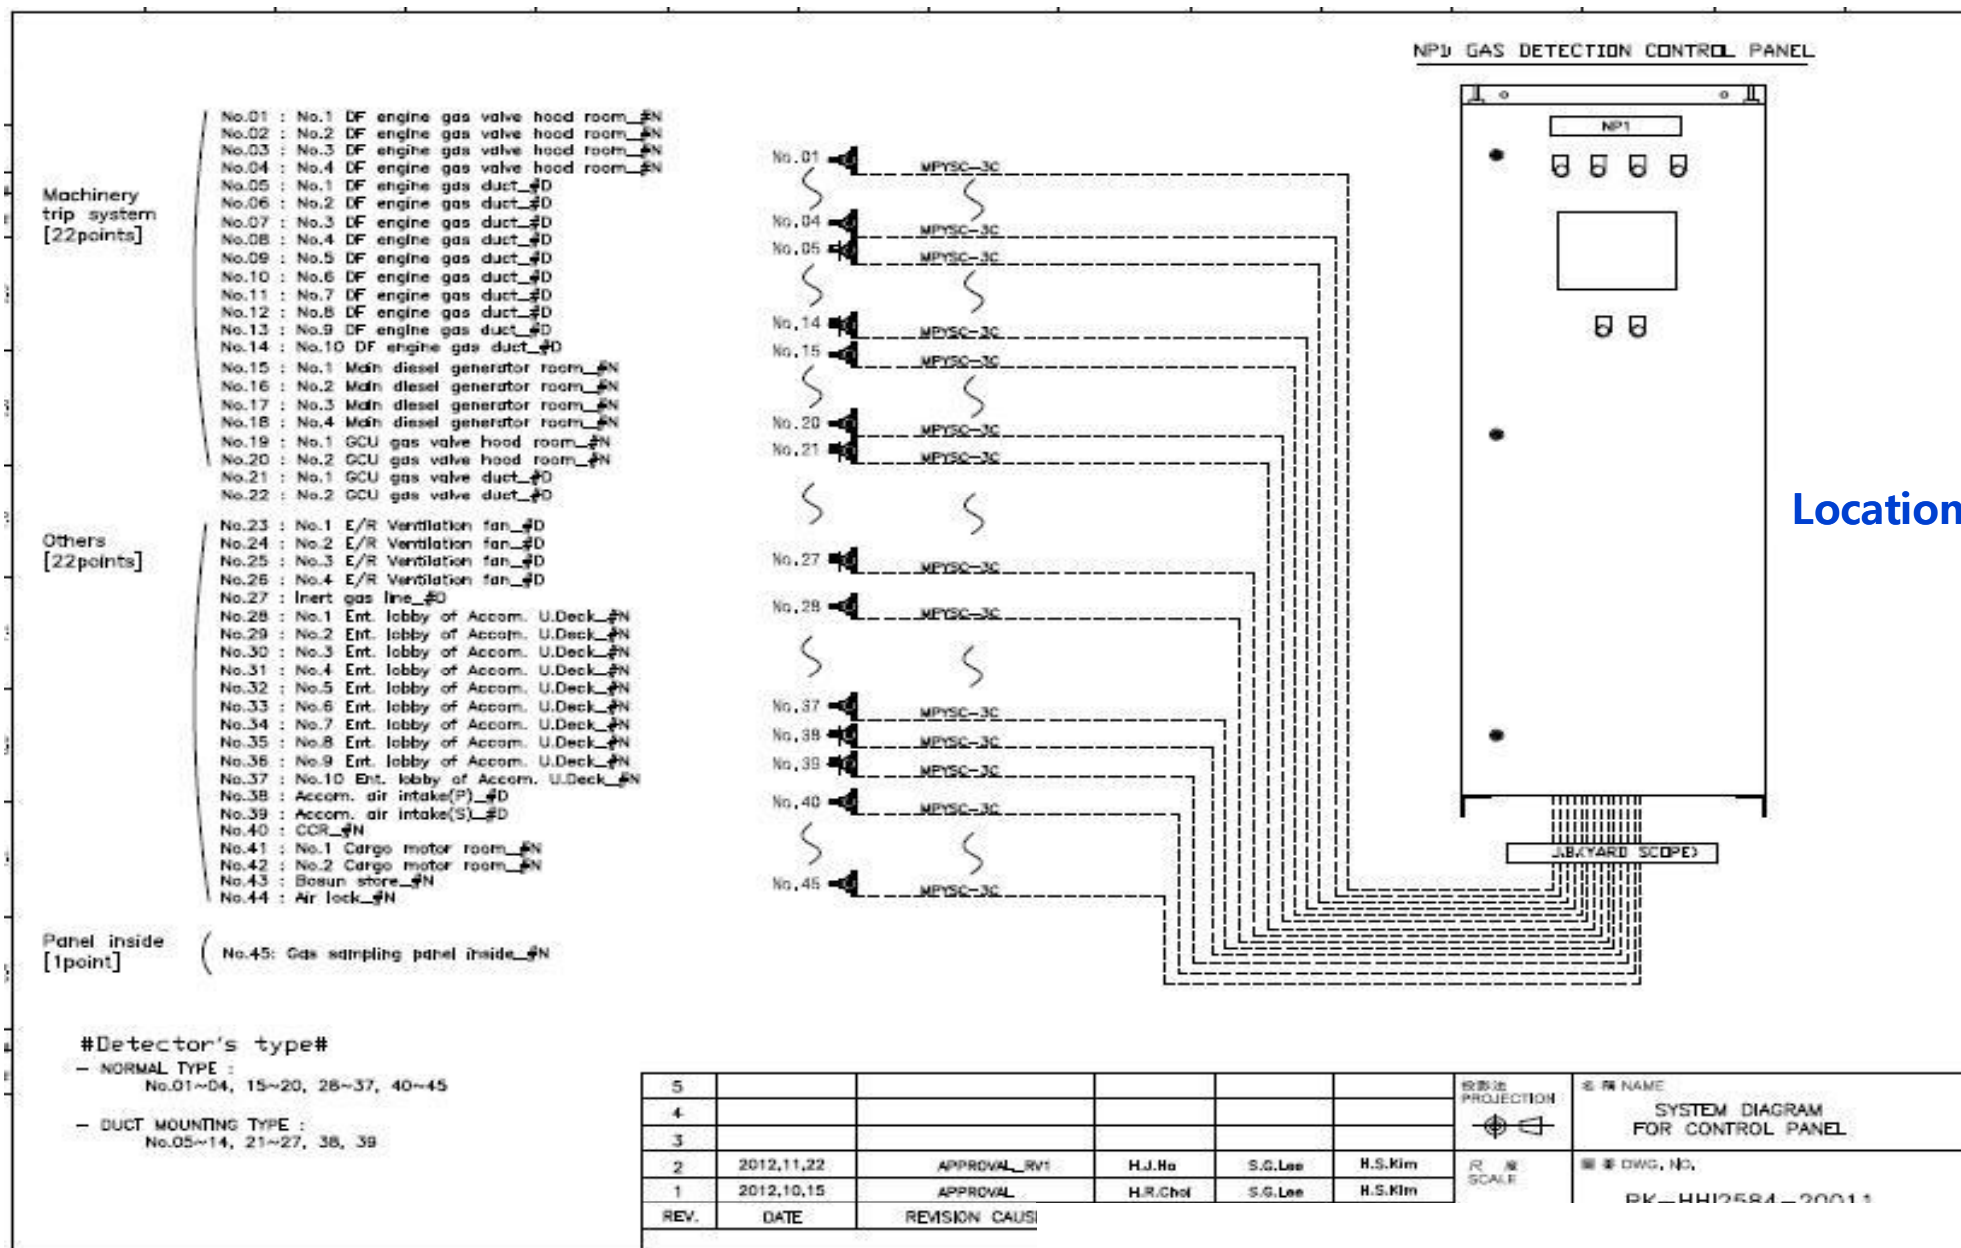 NP1 GAS DETECTION CONTROL PANEL
NP1
Machinery
trip system
[22points]
No.01 : No.1 DF engine gas valve hood room_#N
No.02 : No.2 DF engine gas valve hood room_#N
No.03 : No.3 DF engine gas valve hood room_#N
No.04 : No.4 DF engine gas valve hood room_#N
No.05 : No.1 DF engine gas duct_#D
No.06 : No.2 DF engine gas duct_#D
No.07 : No.3 DF engine gas duct_#D
No.08 : No.4 DF engine gas duct_#D
No.09 : No.5 DF engine gas duct_#D
No.10 : No.6 DF engine gas duct_#D
No.11 : No.7 DF engine gas duct_#D
No.12 : No.8 DF engine gas duct_#D
No.13 : No.9 DF engine gas duct_#D
No.14 : No.10 DF engine gas duct_#D
No.15 : No.1 Main diesel generator room_#N
No.16 : No.2 Main diesel generator room_#N
No.17 : No.3 Main diesel generator room_#N
No.18 : No.4 Main diesel generator room_#N
No.19 : No.1 GCU gas valve hood room_#N
No.20 : No.2 GCU gas valve hood room_#N
No.21 : No.1 GCU gas valve duct_#D
No.22 : No.2 GCU gas valve duct_#D
Others
[22points]
No.23 : No.1 E/R Ventilation fan_#D
No.24 : No.2 E/R Ventilation fan_#D
No.25 : No.3 E/R Ventilation fan_#D
No.26 : No.4 E/R Ventilation fan_#D
No.27 : Inert gas line_#D
No.28 : No.1 Ent. lobby of Accom. U.Deck_#N
No.29 : No.2 Ent. lobby of Accom. U.Deck_#N
No.30 : No.3 Ent. lobby of Accom. U.Deck_#N
No.31 : No.4 Ent. lobby of Accom. U.Deck_#N
No.32 : No.5 Ent. lobby of Accom. U.Deck_#N
No.33 : No.6 Ent. lobby of Accom. U.Deck_#N
No.34 : No.7 Ent. lobby of Accom. U.Deck_#N
No.35 : No.8 Ent. lobby of Accom. U.Deck_#N
No.36 : No.9 Ent. lobby of Accom. U.Deck_#N
No.37 : No.10 Ent. lobby of Accom. U.Deck_#N
No.38 : Accom. air intake(P)_#D
No.39 : Accom. air intake(S)_#D
No.40 : CCR_#N
No.41 : No.1 Cargo motor room_#N
No.42 : No.2 Cargo motor room_#N
No.43 : Bosun store_#N
No.44 : Air lock_#N
Panel inside
[1point]
No.45: Gas sampling panel inside_#N
No.01 MPYSC-3C
No.04 MPYSC-3C
No.05 MPYSC-3C
No.14 MPYSC-3C
No.15 MPYSC-3C
No.20 MPYSC-3C
No.21 MPYSC-3C
No.27 MPYSC-3C
No.28 MPYSC-3C
No.37 MPYSC-3C
No.38 MPYSC-3C
No.39 MPYSC-3C
No.40 MPYSC-3C
No.45 MPYSC-3C
Location
J.B(YARD SCOPE)
#Detector's type#
- NORMAL TYPE :
No.01~04, 15~20, 28~37, 40~45
- DUCT MOUNTING TYPE :
No.05~14, 21~27, 38, 39
5
4
3
2 2012,11,22 APPROVAL_RV1 H.J.Ha S.G.Lee H.S.Kim
1 2012,10,15 APPROVAL H.R.Choi S.G.Lee H.S.Kim
REV. DATE REVISION CAUS
投影法
PROJECTION
SCALE
NAME
SYSTEM DIAGRAM
FOR CONTROL PANEL
DWG. NO.
RK-HHI2584-20011